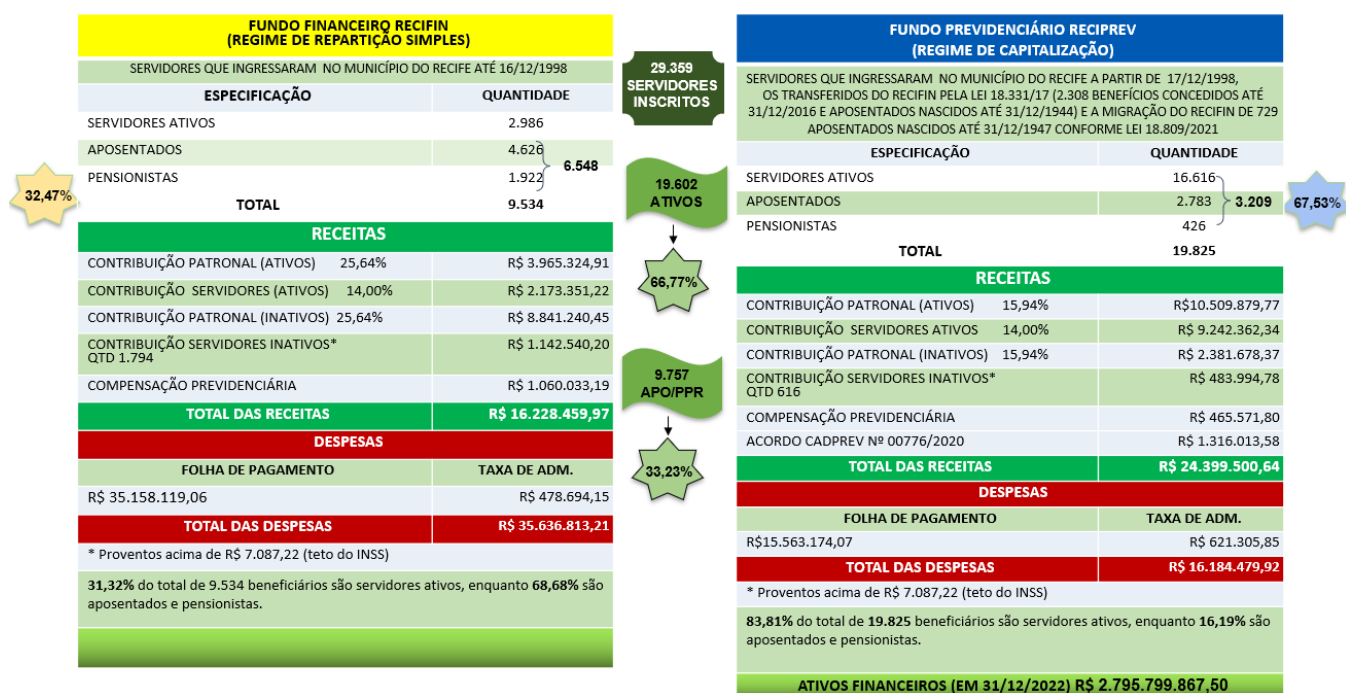 FUNDO FINANCEIRO RECIFIN
(REGIME DE REPARTIÇÃO SIMPLES)
SERVIDORES QUE INGRESSARAM NO MUNICÍPIO DO RECIFE ATÉ 16/12/1998
ESPECIFICAÇÃO QUANTIDADE
SERVIDORES ATIVOS 2.986
APOSENTADOS 4.626
PENSIONISTAS 1.922
6.548
TOTAL 9.534
32,47%
RECEITAS
CONTRIBUIÇÃO PATRONAL (ATIVOS) 25,64% R$ 3.965.324,91
CONTRIBUIÇÃO SERVIDORES (ATIVOS) 14,00% R$ 2.173.351,22
CONTRIBUIÇÃO PATRONAL (INATIVOS) 25,64% R$ 8.841.240,45
CONTRIBUIÇÃO SERVIDORES INATIVOS* R$ 1.142.540,20
QTD 1.794
COMPENSAÇÃO PREVIDENCIÁRIA R$ 1.060.033,19
TOTAL DAS RECEITAS R$ 16.228.459,97
DESPESAS
FOLHA DE PAGAMENTO TAXA DE ADM.
R$ 35.158.119,06 R$ 478.694,15
TOTAL DAS DESPESAS R$ 35.636.813,21
* Proventos acima de R$ 7.087,22 (teto do INSS)
31,32% do total de 9.534 beneficiários são servidores ativos, enquanto 68,68% são
aposentados e pensionistas.
29.359
SERVIDORES
INSCRITOS
19.602
ATIVOS
66,77%
9.757
APO/PPR
33,23%
FUNDO PREVIDENCIÁRIO RECIPREV
(REGIME DE CAPITALIZAÇÃO)
SERVIDORES QUE INGRESSARAM NO MUNICÍPIO DO RECIFE A PARTIR DE 17/12/1998,
OS TRANSFERIDOS DO RECIFIN PELA LEI 18.331/17 (2.308 BENEFÍCIOS CONCEDIDOS ATÉ
31/12/2016 E APOSENTADOS NASCIDOS ATÉ 31/12/1944) E A MIGRAÇÃO DO RECIFIN DE 729
APOSENTADOS NASCIDOS ATÉ 31/12/1947 CONFORME LEI 18.809/2021
ESPECIFICAÇÃO QUANTIDADE
SERVIDORES ATIVOS 16.616
APOSENTADOS 2.783
PENSIONISTAS 426
3.209
TOTAL 19.825
67,53%
RECEITAS
CONTRIBUIÇÃO PATRONAL (ATIVOS) 15,94% R$10.509.879,77
CONTRIBUIÇÃO SERVIDORES ATIVOS 14,00% R$ 9.242.362,34
CONTRIBUIÇÃO PATRONAL (INATIVOS) 15,94% R$ 2.381.678,37
CONTRIBUIÇÃO SERVIDORES INATIVOS* R$ 483.994,78
QTD 616
COMPENSAÇÃO PREVIDENCIÁRIA R$ 465.571,80
ACORDO CADPREV Nº 00776/2020 R$ 1.316.013,58
TOTAL DAS RECEITAS R$ 24.399.500,64
DESPESAS
FOLHA DE PAGAMENTO TAXA DE ADM.
R$15.563.174,07 R$ 621.305,85
TOTAL DAS DESPESAS R$ 16.184.479,92
* Proventos acima de R$ 7.087,22 (teto do INSS)
83,81% do total de 19.825 beneficiários são servidores ativos, enquanto 16,19% são
aposentados e pensionistas.
ATIVOS FINANCEIROS (EM 31/12/2022) R$ 2.795.799.867,50